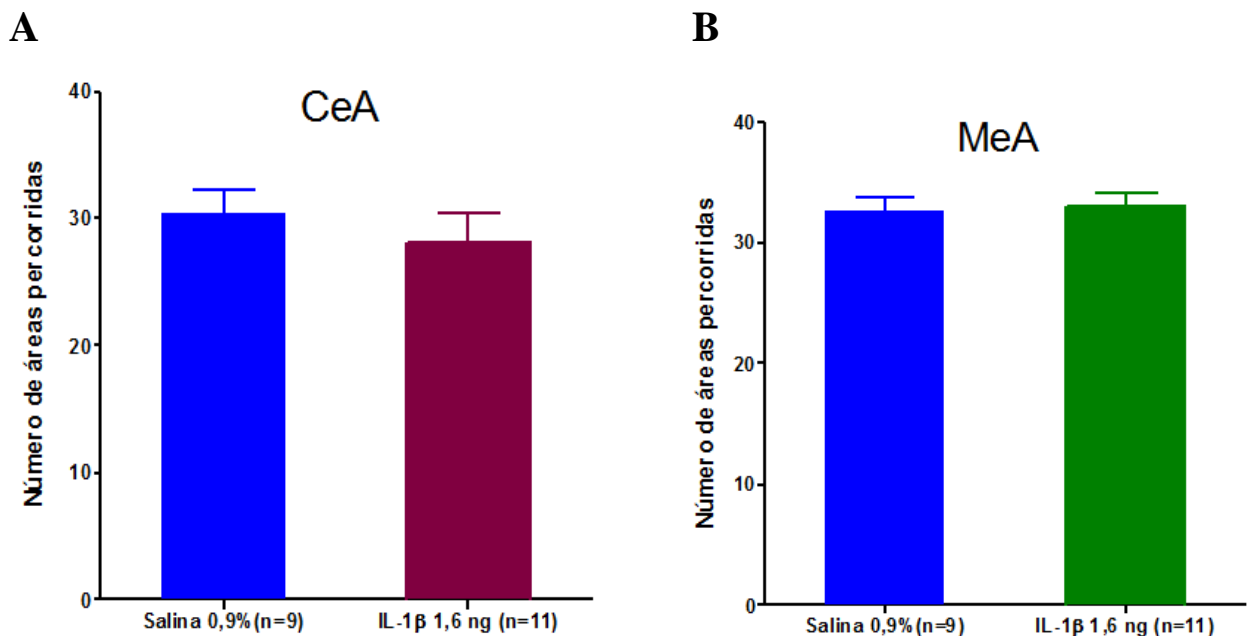 A
CeA
Número de áreas percorridas
40
30
20
10
0
Salina 0,9%(n=9)
IL-1β 1,6 ng (n=11)
B
MeA
Número de áreas percorridas
40
30
20
10
0
Salina 0,9%(n=9)
IL-1β 1,6 ng (n=11)